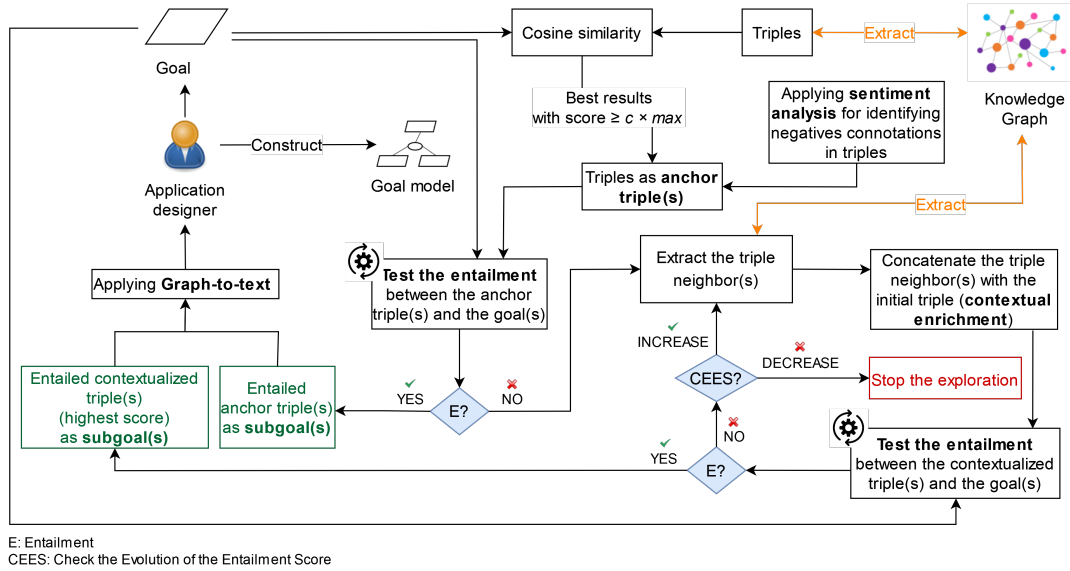 Cosine similarity
Triples
Extract
Goal
Knowledge
Graph
Best results
with score ≥ c × max
Applying sentiment
analysis for identifying
negatives connotations
in triples
Construct
Goal model
Application
designer
Triples as anchor
triple(s)
Extract
Test the entailment
between the anchor
triple(s) and the goal(s)
Extract the triple
neighbor(s)
Concatenate the triple
neighbor(s) with the
initial triple (contextual
enrichment)
Applying Graph-to-text
INCREASE
DECREASE
CEES?
Stop the exploration
Entailed contextualized
triple(s)
(highest score)
as subgoal(s)
Entailed
anchor triple(s)
as subgoal(s)
YES
E?
NO
NO
YES
E?
Test the entailment
between the contextualized
triple(s) and the goal(s)
E: Entailment
CEES: Check the Evolution of the Entailment Score